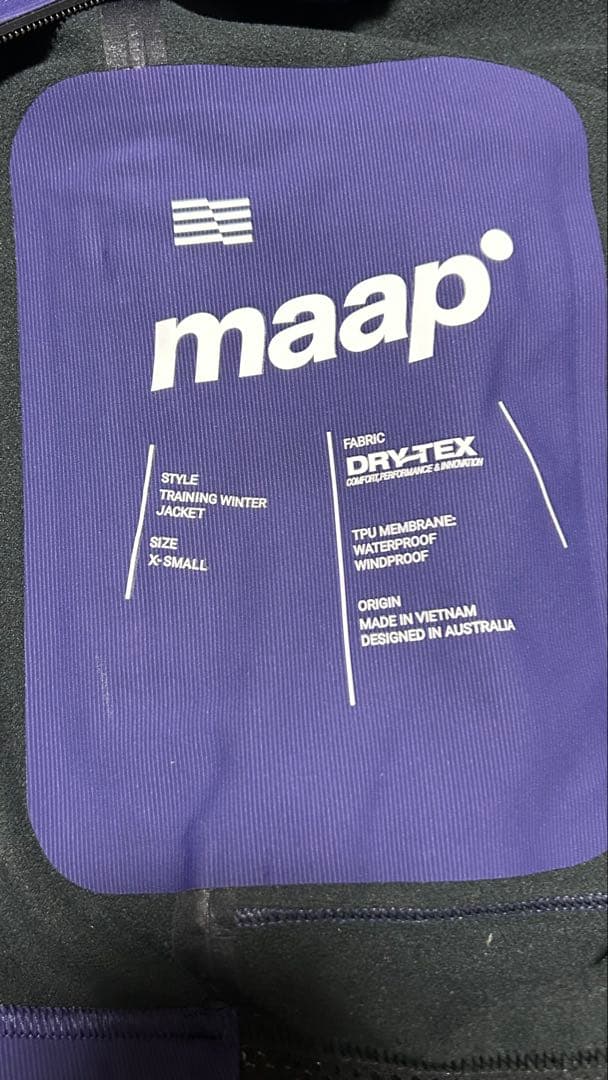 maap
STYLE
TRAINING WINTER
JACKET
SIZE
X-SMALL
FABRIC
DRY-TEX
COMFORT, PERFORMANCE & INNOVATION
TPU MEMBRANE:
WATERPROOF
WINDPROOF
ORIGIN
MADE IN VIETNAM
DESIGNED IN AUSTRALIA